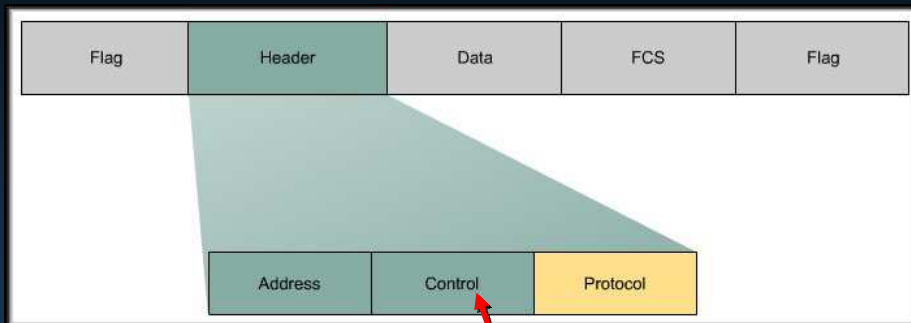 Flag Header Data FCS Flag
Address Control Protocol